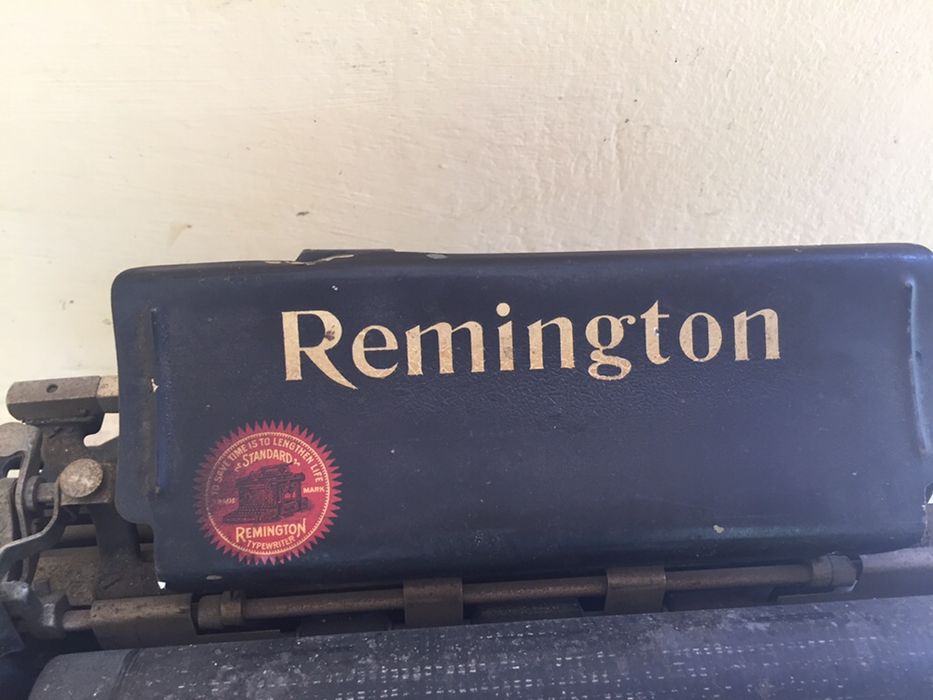 Remington
TO SAVE TIME IS TO LENGTHEN LIFE
STANDARD
TRADE MARK
REMINGTON
TYPEWRITER